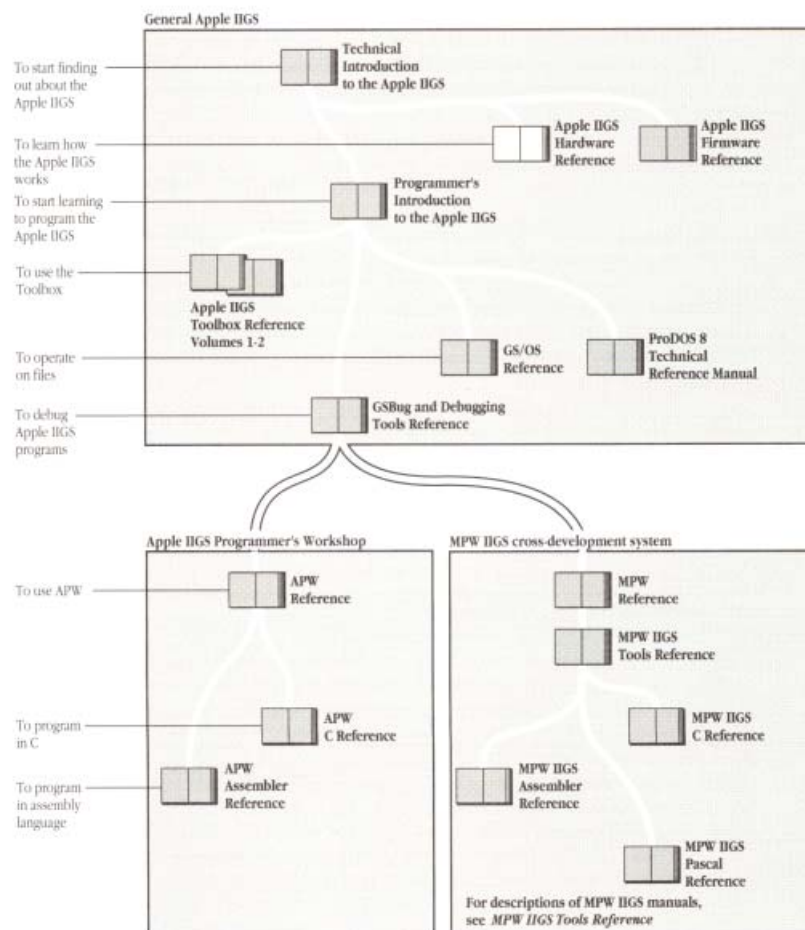 General Apple IIGS
To start finding
out about the
Apple IIGS
Technical
Introduction
to the Apple IIGS
To learn how
the Apple IIGS
works
Apple IIGS
Hardware
Reference
Apple IIGS
Firmware
Reference
To start learning
to program the
Apple IIGS
Programmer's
Introduction
to the Apple IIGS
To use the
Toolbox
Apple IIGS
Toolbox Reference
Volumes 1-2
To operate
on files
GS/OS
Reference
ProDOS 8
Technical
Reference Manual
To debug
Apple IIGS
programs
GSBug and Debugging
Tools Reference
Apple IIGS Programmer's Workshop
MPW IIGS cross-development system
To use APW
APW
Reference
MPW
Reference
MPW IIGS
Tools Reference
To program
in C
APW
C Reference
MPW IIGS
C Reference
To program
in assembly
language
APW
Assembler
Reference
MPW IIGS
Assembler
Reference
MPW IIGS
Pascal
Reference
For descriptions of MPW IIGS manuals,
see MPW IIGS Tools Reference